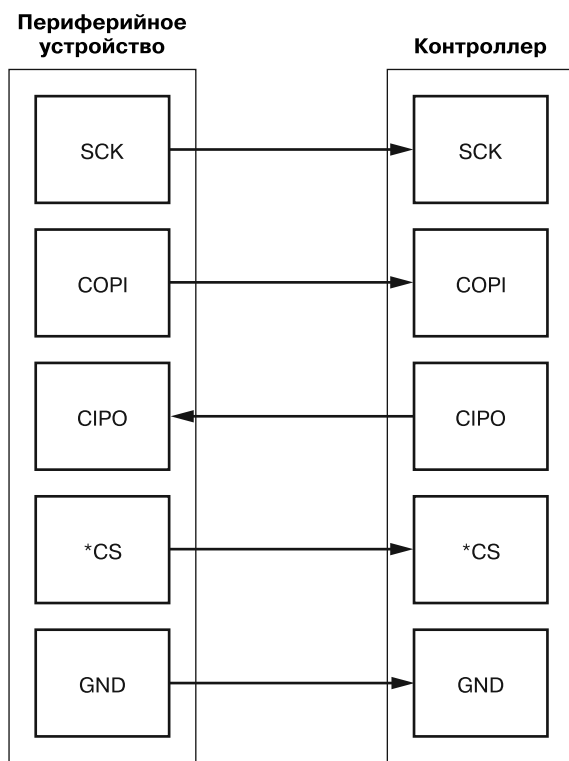 Периферийное
устройство
Контроллер
SCK
SCK
COPI
COPI
CIPO
CIPO
*CS
*CS
GND
GND